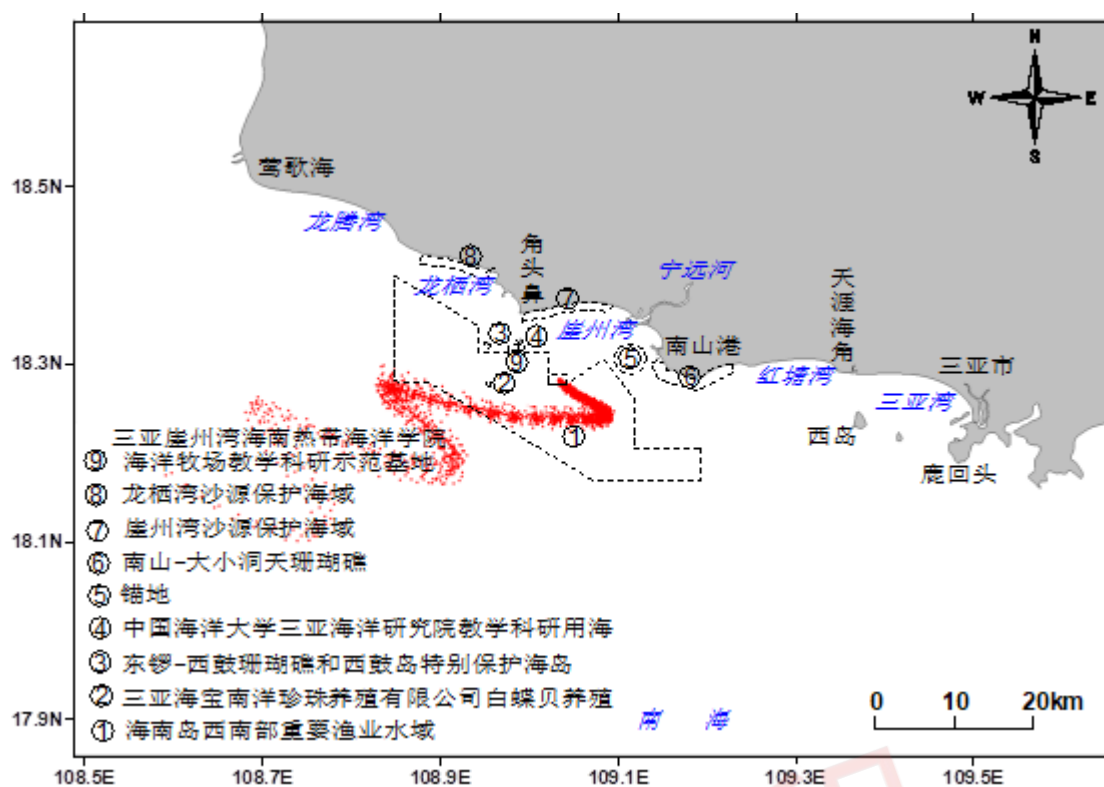 N
W E
S
莺歌海
18.5N
龙腾湾
⑧
角头鼻
宁远河
龙栖湾
⑦
天涯海角
③
④
崖州湾
南山港
⑤
18.3N
⑨
⑥
红塘湾
三亚市
②
三亚湾
①
西岛
三亚崖州湾海南热带海洋学院
⑨ 海洋牧场教学科研示范基地
鹿回头
⑧ 龙栖湾沙源保护海域
⑦ 崖州湾沙源保护海域
18.1N
⑥ 南山-大小洞天珊瑚礁
⑤ 锚地
④ 中国海洋大学三亚海洋研究院教学科研用海
③ 东锣-西鼓珊瑚礁和西鼓岛特别保护海岛
② 三亚海宝南洋珍珠养殖有限公司白蝶贝养殖
0 10 20km
17.9N
南 海
① 海南岛西南部重要渔业水域
108.5E 108.7E 108.9E 109.1E 109.3E 109.5E